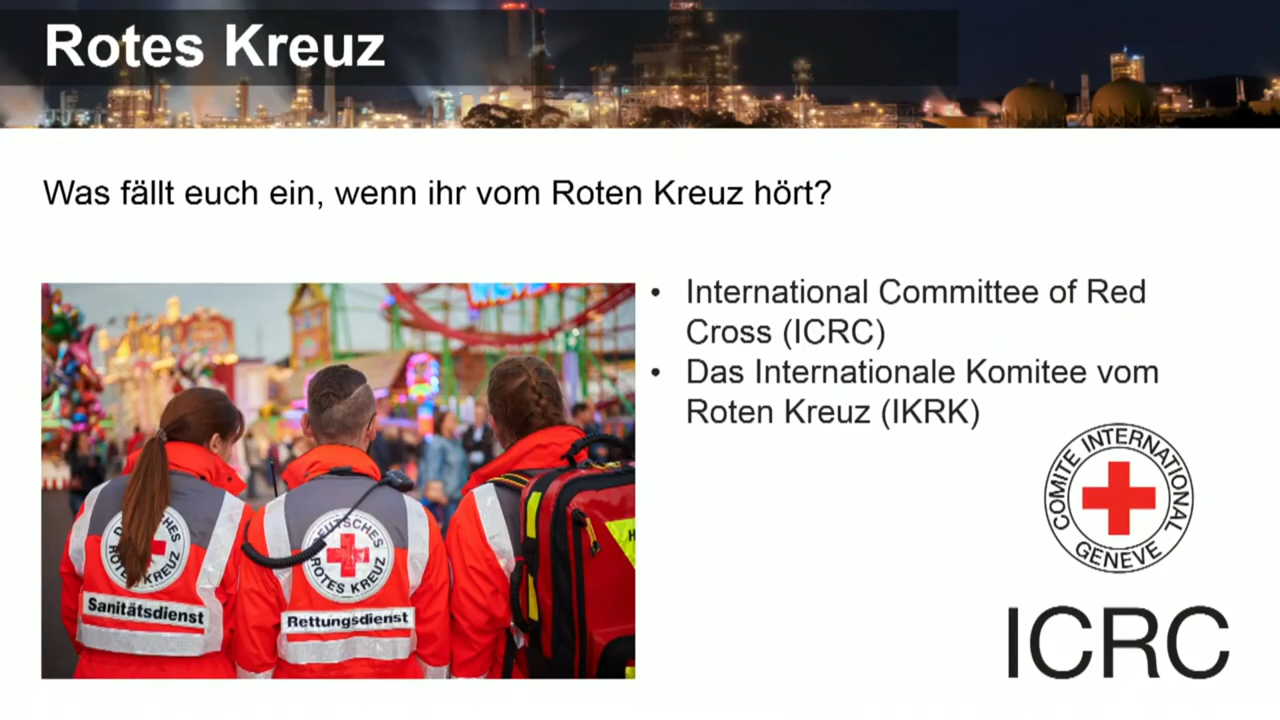 Rotes Kreuz
Was fällt euch ein, wenn ihr vom Roten Kreuz hört?
• International Committee of Red
Cross (ICRC)
• Das Internationale Komitee vom
Roten Kreuz (IKRK)
ROTES KREUZ
Sanitätsdienst
DEUTSCHES
ROTES KREUZ
Rettungsdienst
COMITE INTERNATIONAL
GENEVE
ICRC